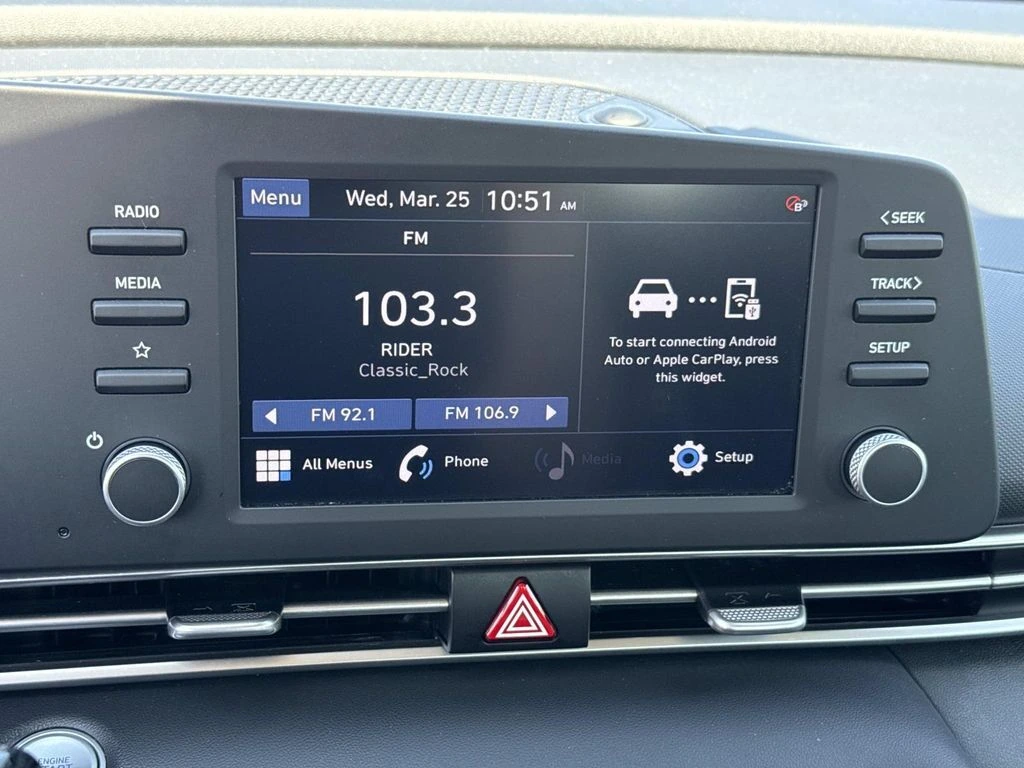 RADIO
MEDIA
Menu
Wed, Mar. 25
10:51 AM
B
FM
103.3
RIDER
Classic_Rock
FM 92.1
FM 106.9
To start connecting Android
Auto or Apple CarPlay, press
this widget.
All Menus
Phone
Media
Setup
<SEEK
TRACK>
SETUP
ENGINE